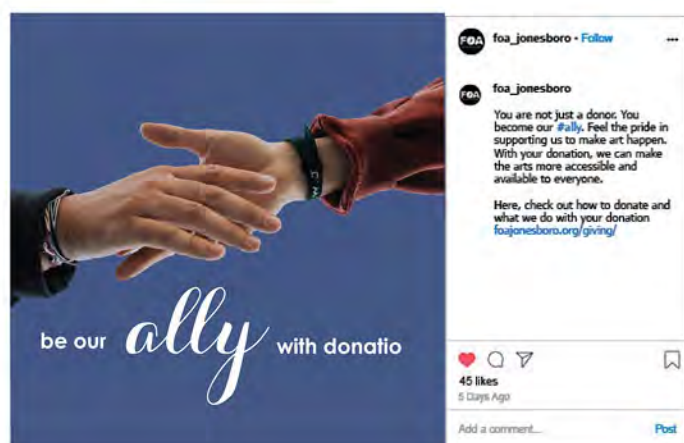 be our ally with donatio
FOA
foa_jonesboro • Follow
...
FOA
foa_jonesboro
You are not just a donor. You
become our #ally. Feel the pride in
supporting us to make art happen.
With your donation, we can make
the arts more accessible and
available to everyone.
Here, check out how to donate and
what we do with your donation
foajonesboro.org/giving/
45 likes
5 Days Ago
Add a comment... Post